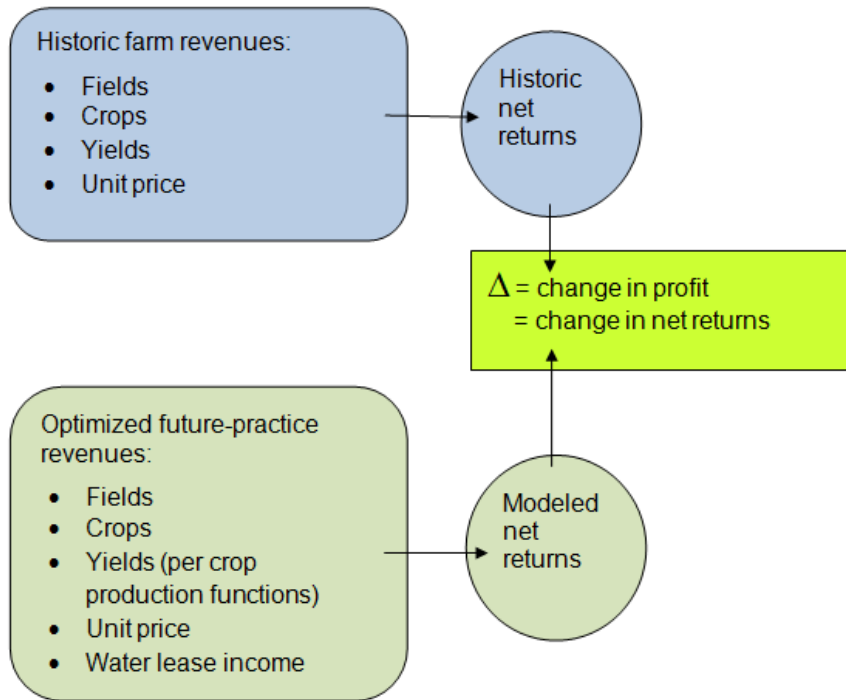 Historic farm revenues:
• Fields
• Crops
• Yields
• Unit price
Historic
net
returns
Δ = change in profit
= change in net returns
Optimized future-practice
revenues:
• Fields
• Crops
• Yields (per crop
production functions)
• Unit price
• Water lease income
Modeled
net
returns